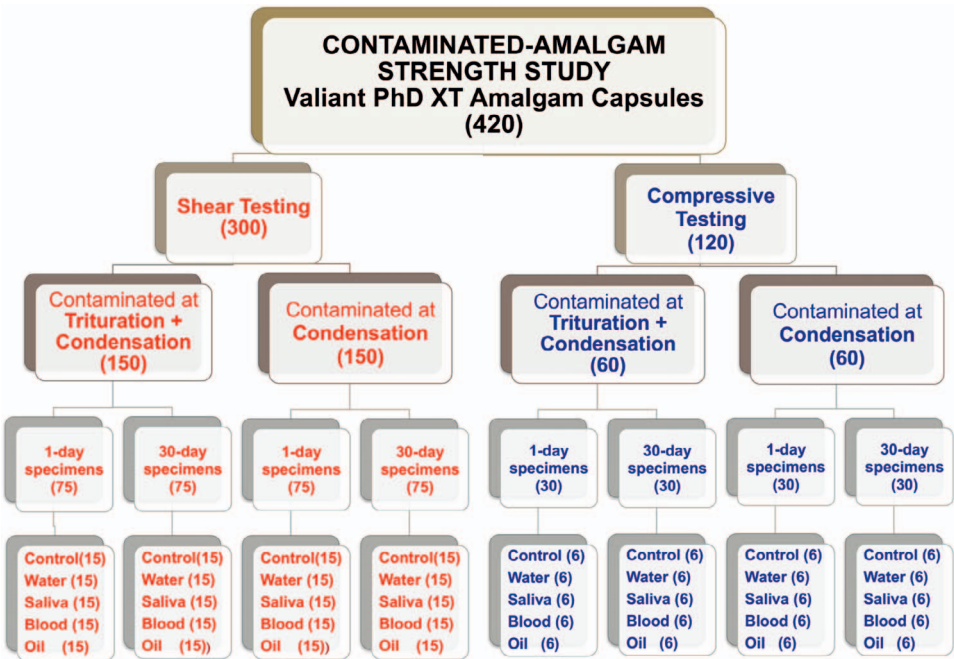 CONTAMINATED-AMALGAM
STRENGTH STUDY
Valiant PhD XT Amalgam Capsules
(420)
Shear Testing
(300)
Compressive
Testing
(120)
Contaminated at
Trituration +
Condensation
(150)
Contaminated at
Condensation
(150)
Contaminated at
Trituration +
Condensation
(60)
Contaminated at
Condensation
(60)
1-day
specimens
(75)
30-day
specimens
(75)
1-day
specimens
(75)
30-day
specimens
(75)
1-day
specimens
(30)
30-day
specimens
(30)
1-day
specimens
(30)
30-day
specimens
(30)
Control(15)
Water (15)
Saliva (15)
Blood (15)
Oil (15))
Control(15)
Water (15)
Saliva (15)
Blood (15)
Oil (15))
Control(15)
Water (15)
Saliva (15)
Blood (15)
Oil (15))
Control(15)
Water (15)
Saliva (15)
Blood (15)
Oil (15)
Control (6)
Water (6)
Saliva (6)
Blood (6)
Oil (6)
Control (6)
Water (6)
Saliva (6)
Blood (6)
Oil (6)
Control (6)
Water (6)
Saliva (6)
Blood (6)
Oil (6)
Control (6)
Water (6)
Saliva (6)
Blood (6)
Oil (6)